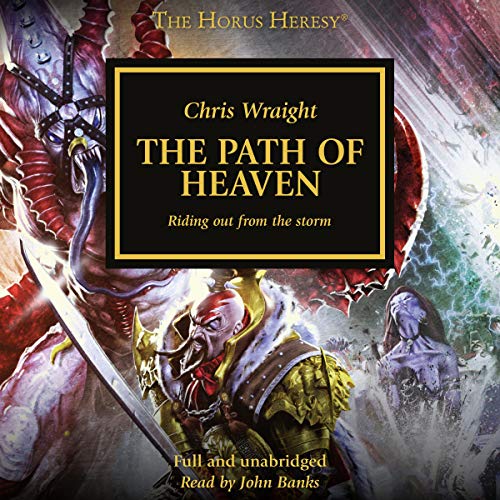 THE HORUS HERESY®
Chris Wraight
THE PATH OF
HEAVEN
Riding out from the storm
Full and unabridged
Read by John Banks